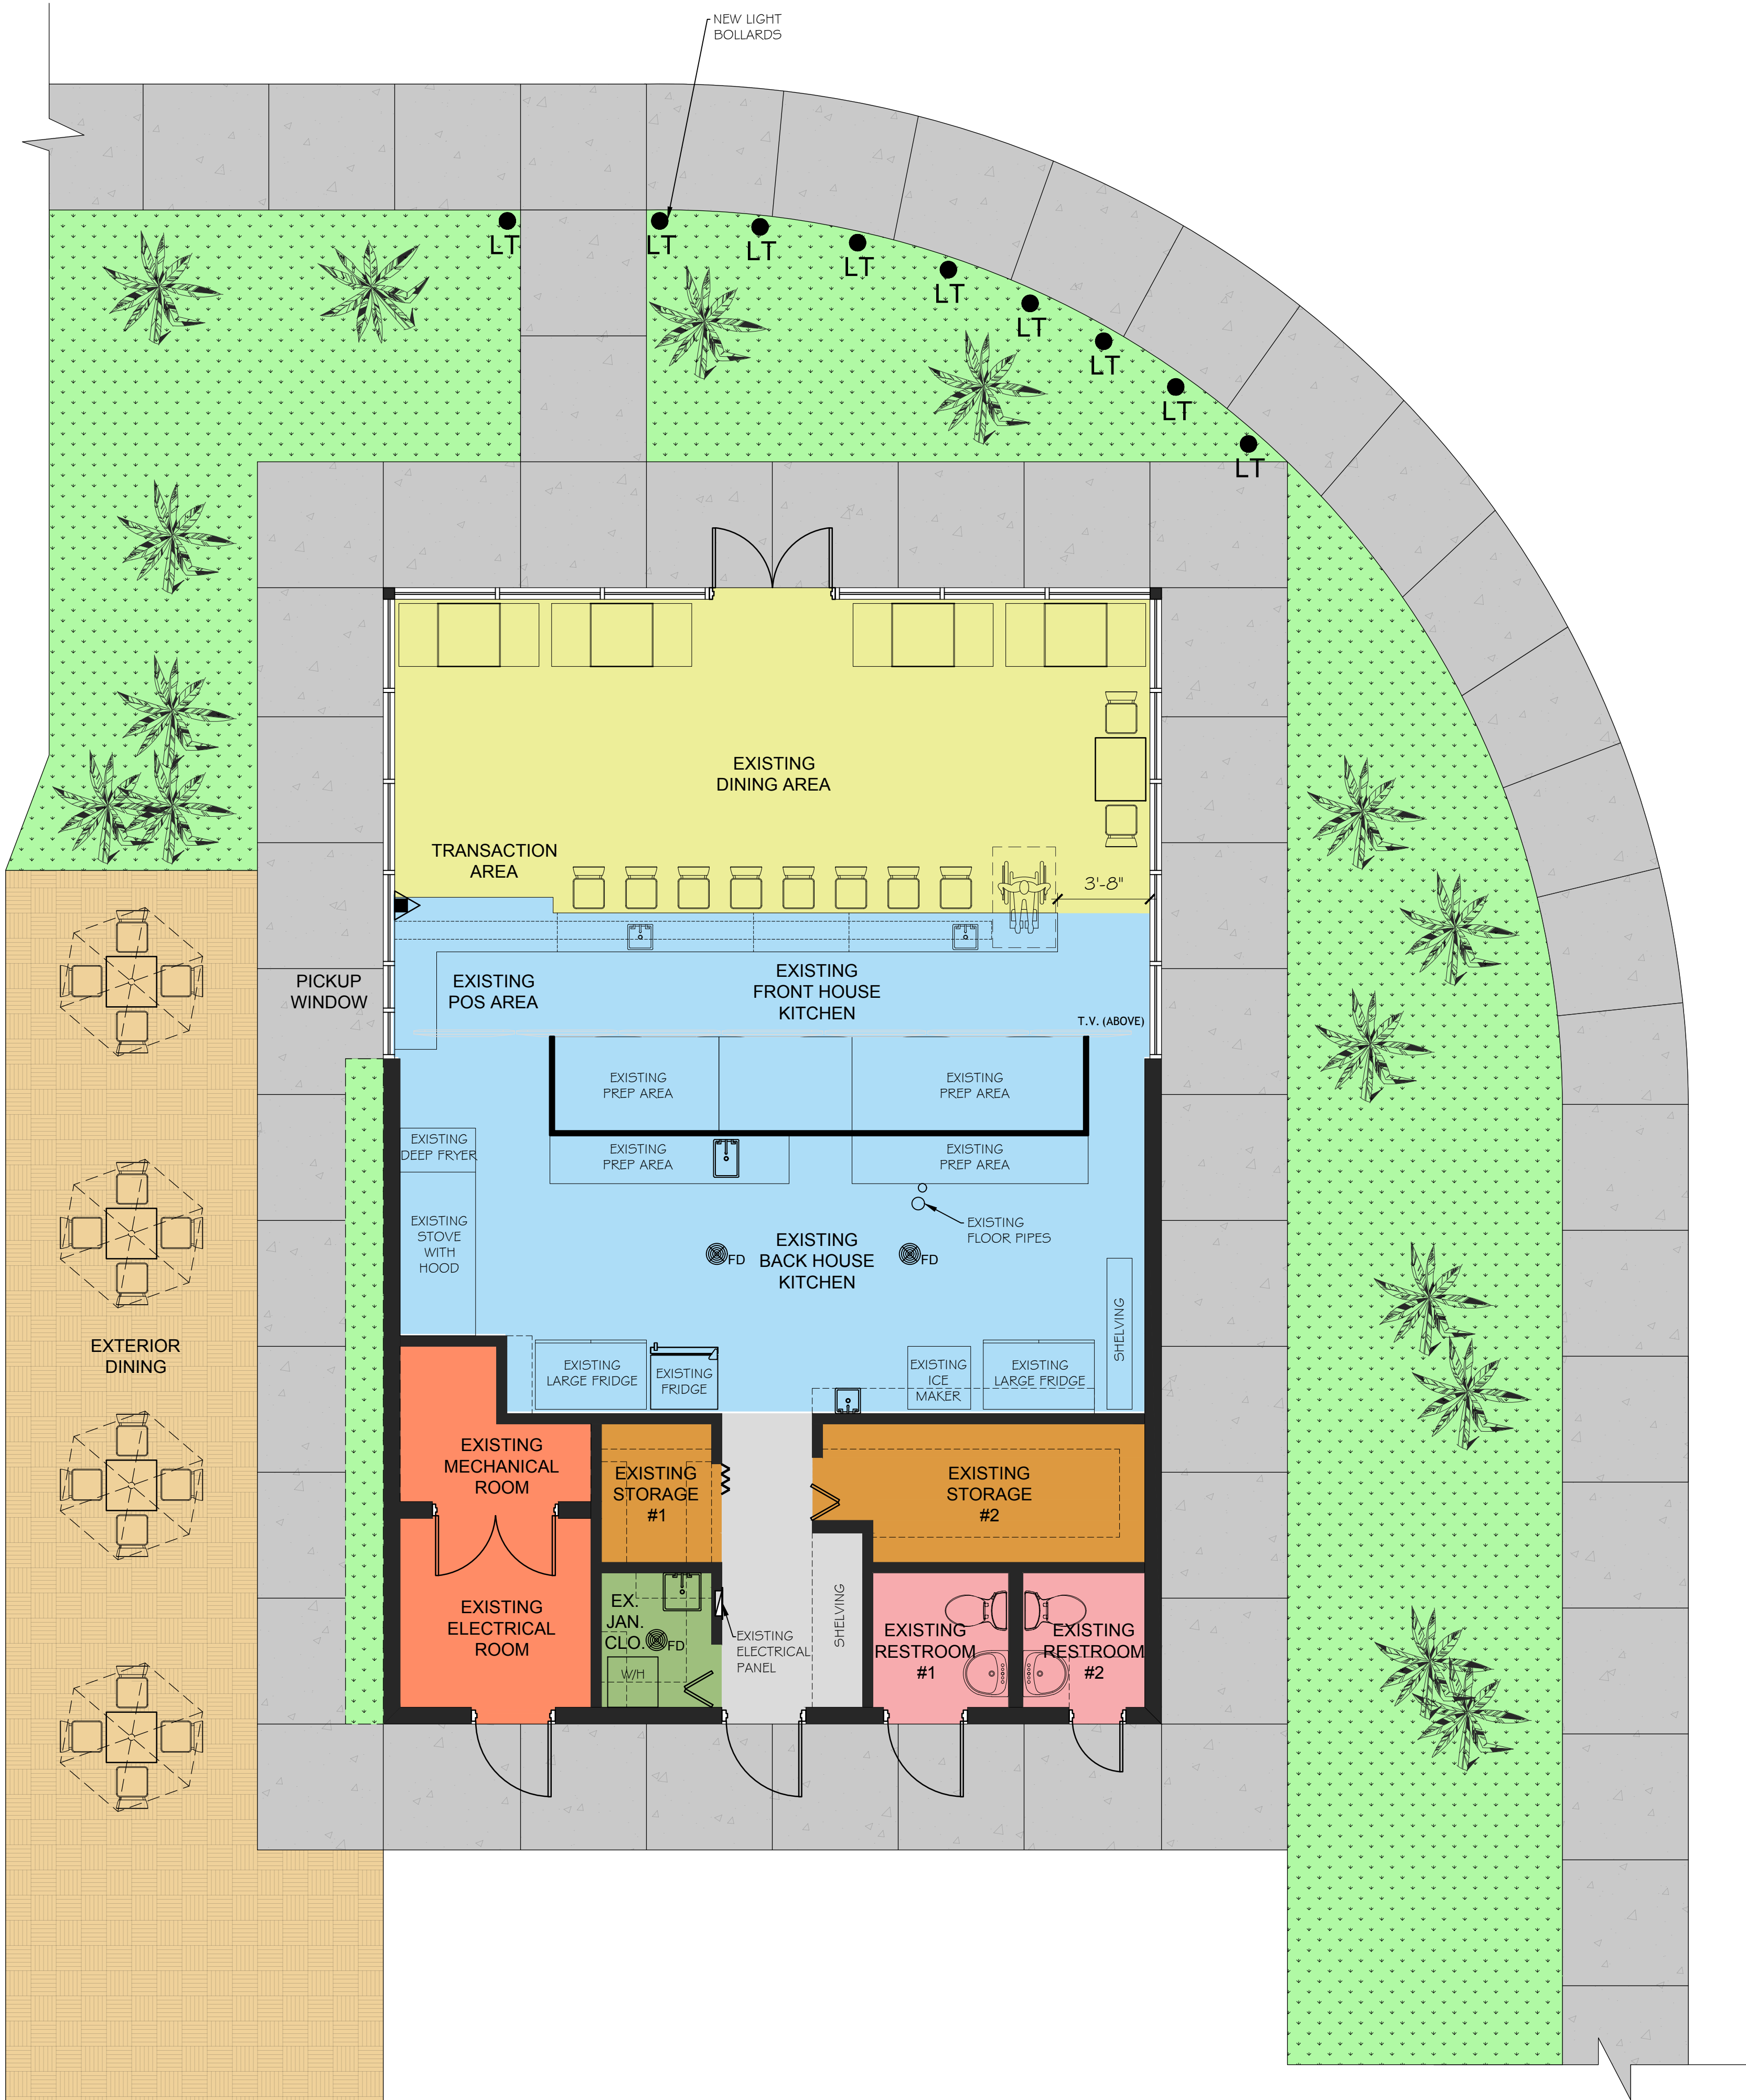 NEW LIGHT
BOLLARDS
LT
LT
LT
LT
LT
LT
LT
LT
LT
EXISTING
DINING AREA
TRANSACTION
AREA
3'-8"
PICKUP
WINDOW
EXISTING
POS AREA
EXISTING
FRONT HOUSE
KITCHEN
T.V. (ABOVE)
EXISTING
PREP AREA
EXISTING
PREP AREA
EXISTING
DEEP FRYER
EXISTING
PREP AREA
EXISTING
PREP AREA
EXISTING
STOVE
WITH
HOOD
EXISTING
FLOOR PIPES
FD
EXISTING
BACK HOUSE
KITCHEN
FD
SHELVING
EXTERIOR
DINING
EXISTING
LARGE FRIDGE
EXISTING
FRIDGE
EXISTING
ICE
MAKER
EXISTING
LARGE FRIDGE
EXISTING
MECHANICAL
ROOM
EXISTING
STORAGE
#1
EXISTING
STORAGE
#2
EXISTING
ELECTRICAL
ROOM
EX.
JAN.
CLO.
FD
W/H
EXISTING
ELECTRICAL
PANEL
SHELVING
EXISTING
RESTROOM
#1
EXISTING
RESTROOM
#2